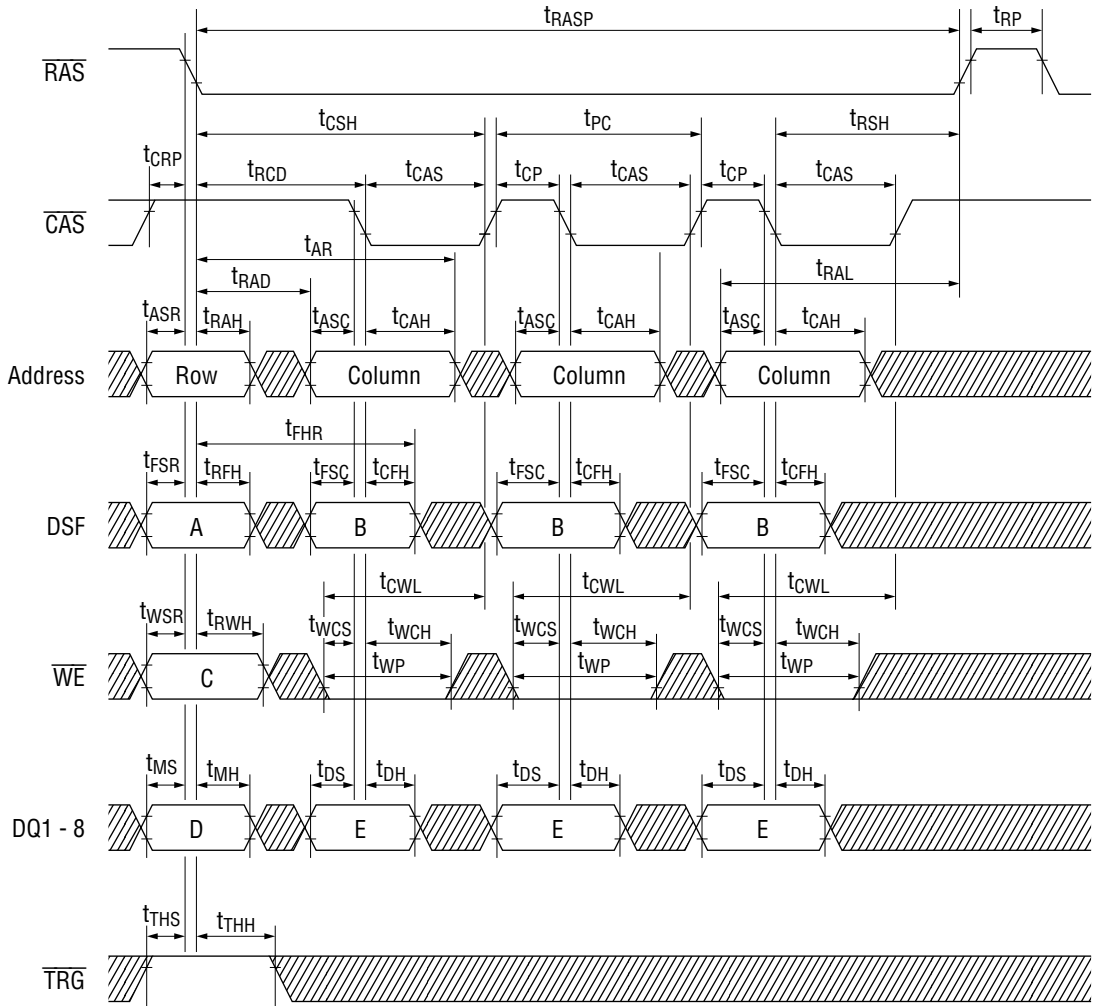 tRASP tRP
RAS
tCSH tPC tRSH
tCRP tRCD tCAS tCP tCAS tCP tCAS
CAS
tAR
tRAD tRAL
tASR tRAH tASC tCAH tASC tCAH tASC tCAH
Address Row Column Column Column
tFHR
tFSR tRFH tFSC tCFH tFSC tCFH tFSC tCFH
DSF A B B B
tCWL tCWL tCWL
tWSR tRWH tWCS tWCH tWCS tWCH tWCS tWCH
tWP tWP tWP
WE C
tMS tMH tDS tDH tDS tDH tDS tDH
DQ1 - 8 D E E E
tTHS tTHH
TRG